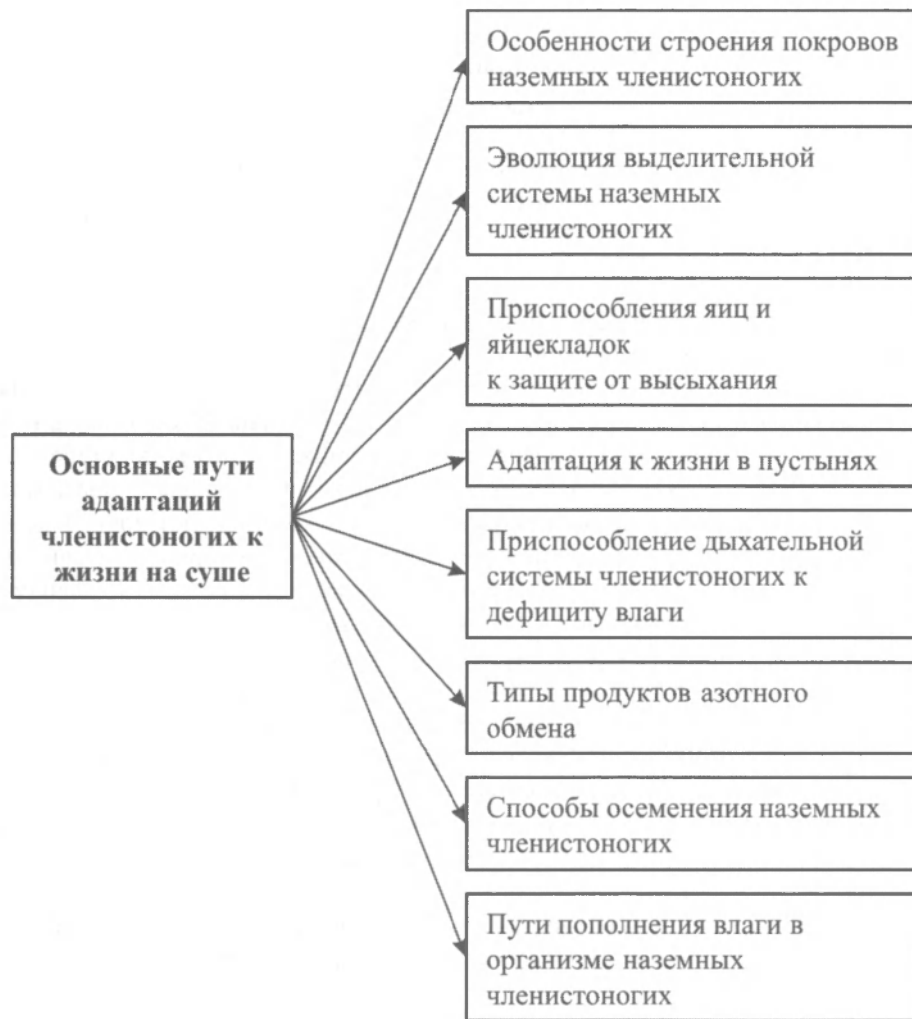 Особенности строения покровов
наземных членистоногих
Эволюция выделительной
системы наземных
членистоногих
Приспособления яиц и
яйцекладок
к защите от высыхания
Основные пути
адаптаций
членистоногих к
жизни на суше
Адаптация к жизни в пустынях
Приспособление дыхательной
системы членистоногих к
дефициту влаги
Типы продуктов азотного
обмена
Способы осеменения наземных
членистоногих
Пути пополнения влаги в
организме наземных
членистоногих